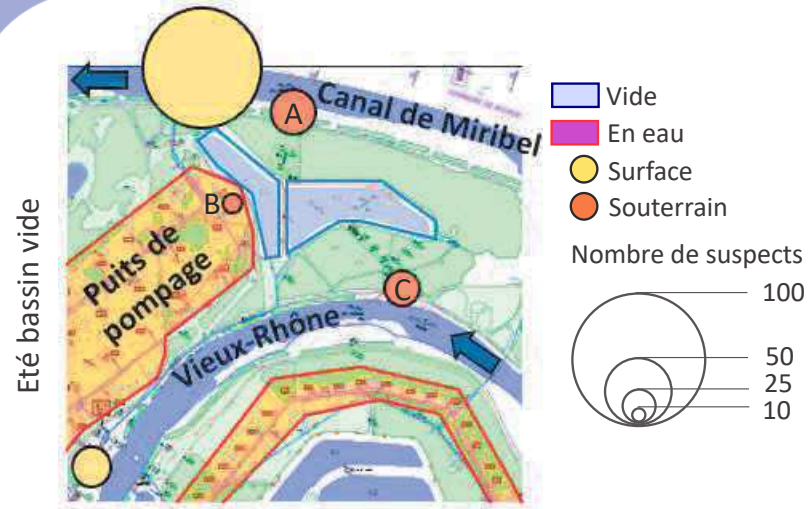 Eté bassin vide
Canal de Miribel
A
B
Puits de
pompage
C
Vieux-Rhône
Vide
En eau
Surface
Souterrain
Nombre de suspects
100
50
25
10